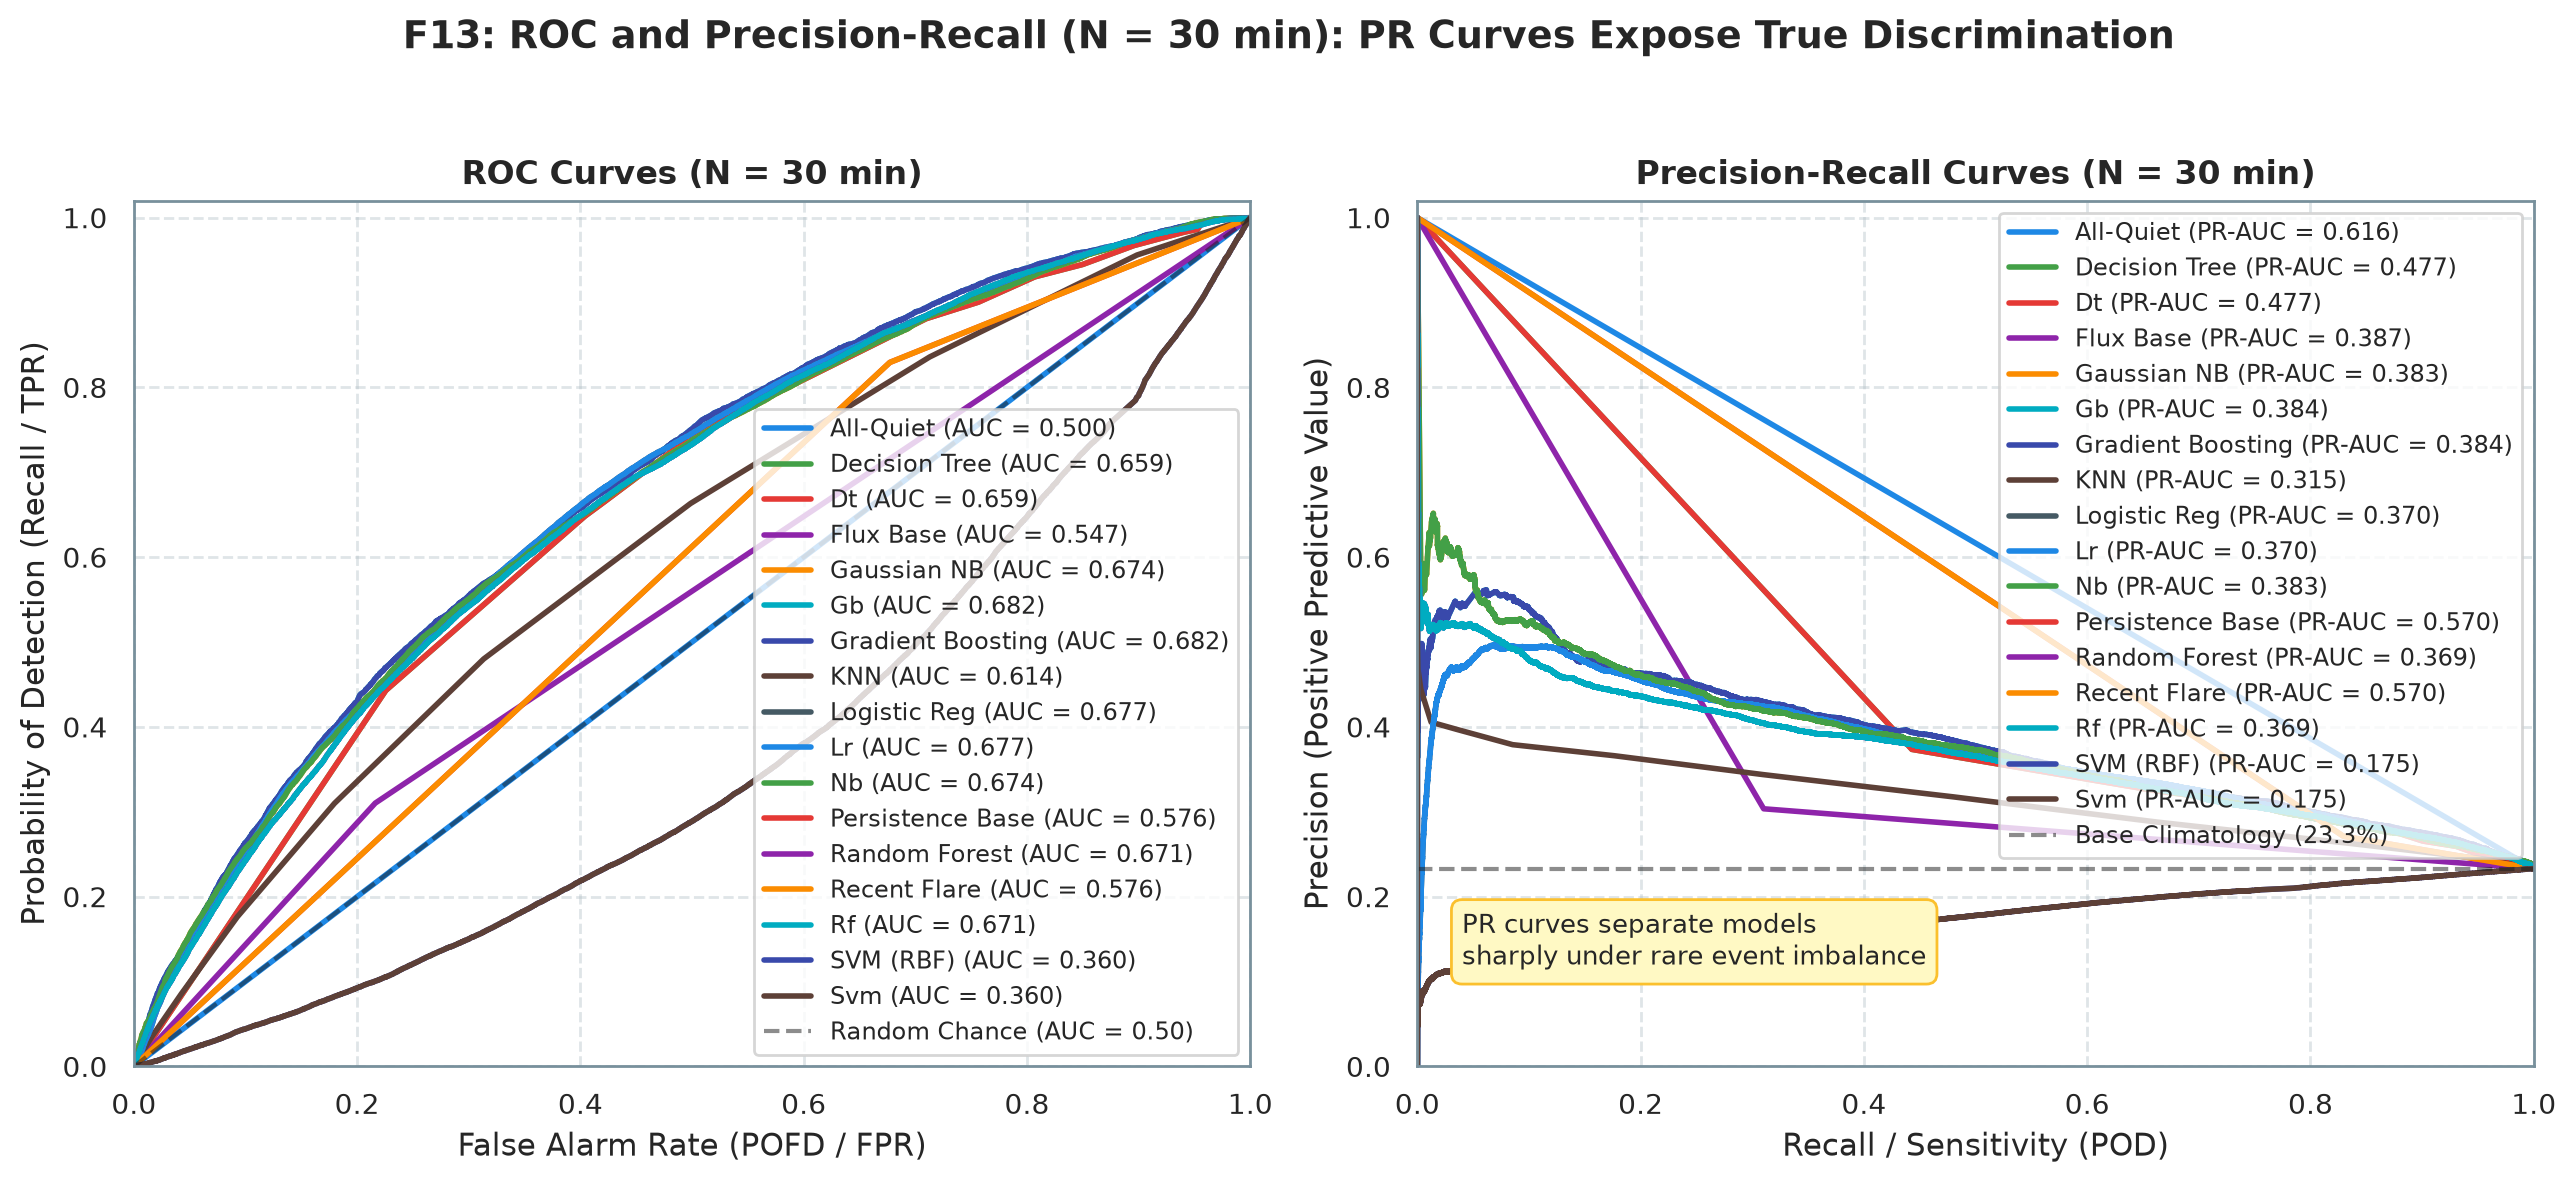 F13: ROC and Precision-Recall (N = 30 min): PR Curves Expose True Discrimination
ROC Curves (N = 30 min)
Probability of Detection (Recall / TPR)
1.0
0.8
0.6
0.4
0.2
0.0
0.0
0.2
0.4
0.6
0.8
1.0
False Alarm Rate (POFD / FPR)
All-Quiet (AUC = 0.500)
Decision Tree (AUC = 0.659)
Dt (AUC = 0.659)
Flux Base (AUC = 0.547)
Gaussian NB (AUC = 0.674)
Gb (AUC = 0.682)
Gradient Boosting (AUC = 0.682)
KNN (AUC = 0.614)
Logistic Reg (AUC = 0.677)
Lr (AUC = 0.677)
Nb (AUC = 0.674)
Persistence Base (AUC = 0.576)
Random Forest (AUC = 0.671)
Recent Flare (AUC = 0.576)
Rf (AUC = 0.671)
SVM (RBF) (AUC = 0.360)
Svm (AUC = 0.360)
Random Chance (AUC = 0.50)
Precision-Recall Curves (N = 30 min)
Precision (Positive Predictive Value)
1.0
0.8
0.6
0.4
0.2
0.0
0.0
0.2
0.4
0.6
0.8
1.0
Recall / Sensitivity (POD)
All-Quiet (PR-AUC = 0.616)
Decision Tree (PR-AUC = 0.477)
Dt (PR-AUC = 0.477)
Flux Base (PR-AUC = 0.387)
Gaussian NB (PR-AUC = 0.383)
Gb (PR-AUC = 0.384)
Gradient Boosting (PR-AUC = 0.384)
KNN (PR-AUC = 0.315)
Logistic Reg (PR-AUC = 0.370)
Lr (PR-AUC = 0.370)
Nb (PR-AUC = 0.383)
Persistence Base (PR-AUC = 0.570)
Random Forest (PR-AUC = 0.369)
Recent Flare (PR-AUC = 0.570)
Rf (PR-AUC = 0.369)
SVM (RBF) (PR-AUC = 0.175)
Svm (PR-AUC = 0.175)
Base Climatology (23.3%)
PR curves separate models
sharply under rare event imbalance